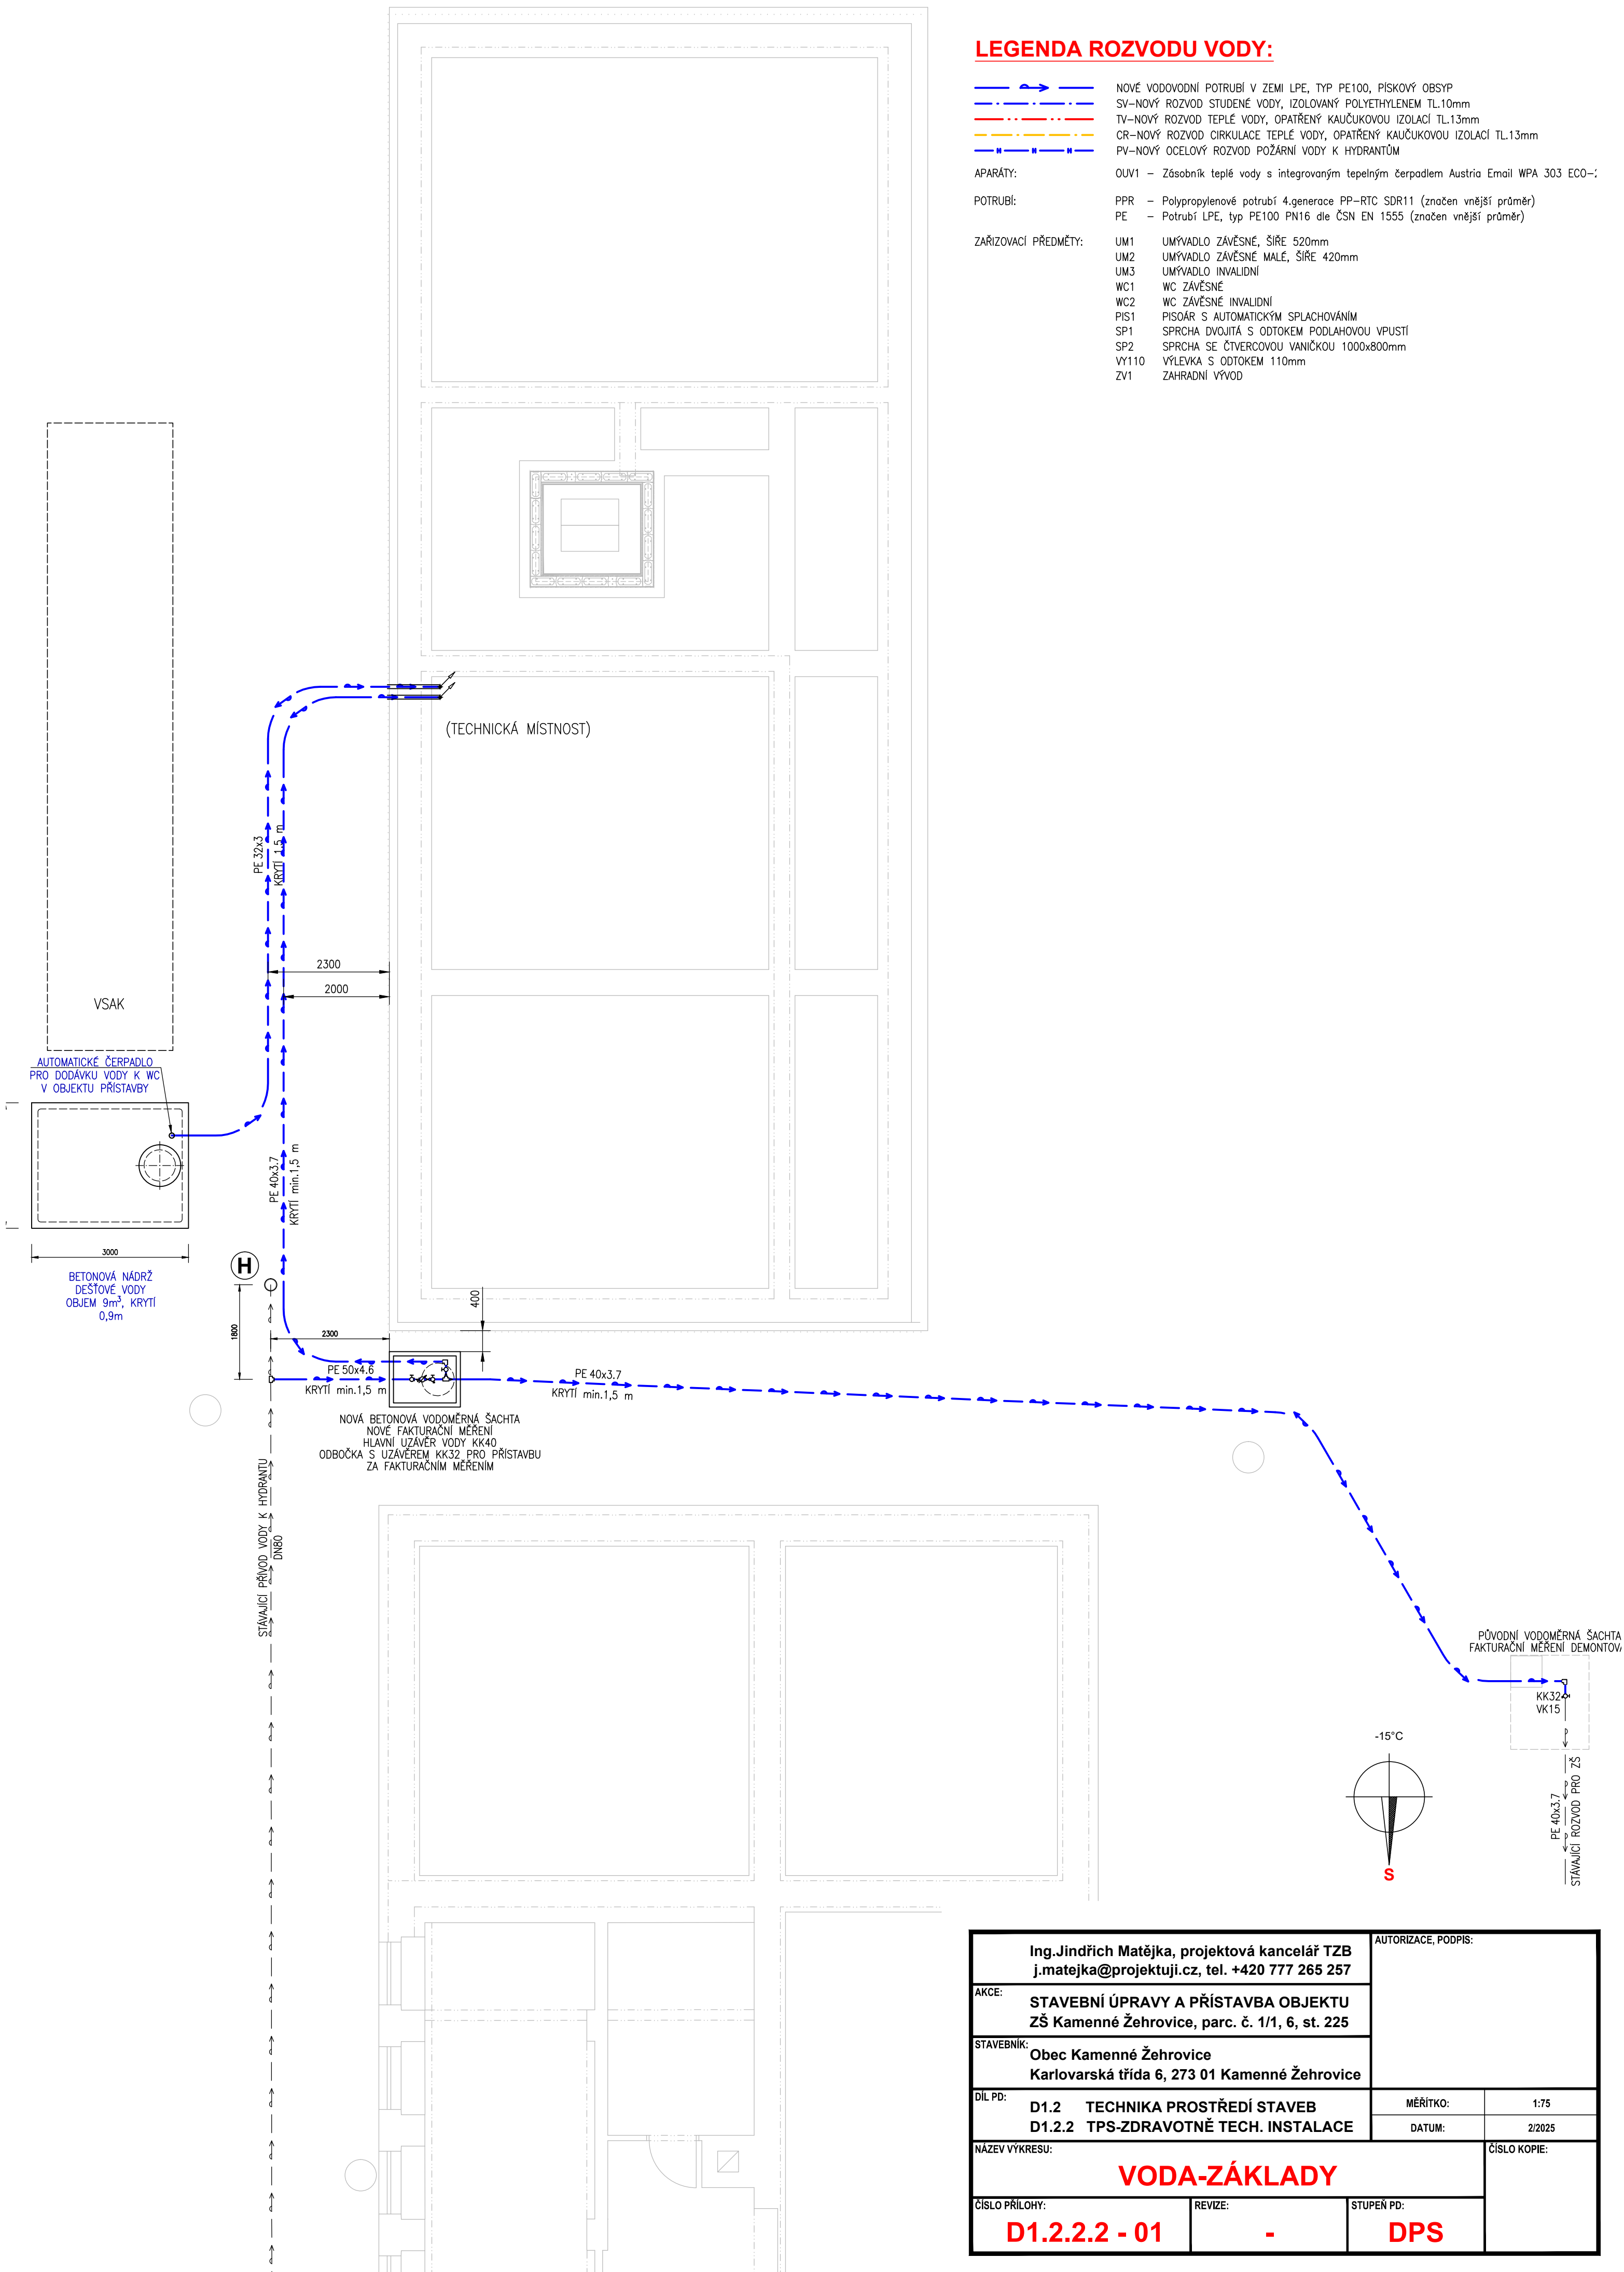 LEGENDA ROZVODU VODY:
NOVÉ VODOVODNÍ POTRUBÍ V ZEMI LPE, TYP PE100, PÍSKOVÝ OBSYP
SV-NOVÝ ROZVOD STUDENÉ VODY, IZOLOVANÝ POLYETHYLENEM TL.10mm
TV-NOVÝ ROZVOD TEPLÉ VODY, OPATŘENÝ KAUČUKOVOU IZOLACÍ TL.13mm
CR-NOVÝ ROZVOD CIRKULACE TEPLÉ VODY, OPATŘENÝ KAUČUKOVOU IZOLACÍ TL.13mm
PV-NOVÝ OCELOVÝ ROZVOD POŽÁRNÍ VODY K HYDRANTŮM
APARÁTY: OUV1 - Zásobník teplé vody s integrovaným tepelným čerpadlem Austria Email WPA 303 ECO-
POTRUBÍ: PPR - Polypropylenové potrubí 4.generace PP-RTC SDR11 (značen vnější průměr)
PE - Potrubí LPE, typ PE100 PN16 dle ČSN EN 1555 (značen vnější průměr)
ZAŘIZOVACÍ PŘEDMĚTY: UM1 UMÝVADLO ZÁVĚSNÉ, ŠÍŘE 520mm
UM2 UMÝVADLO ZÁVĚSNÉ MALÉ, ŠÍŘE 420mm
UM3 UMÝVADLO INVALIDNÍ
WC1 WC ZÁVĚSNÉ
WC2 WC ZÁVĚSNÉ INVALIDNÍ
PIS1 PISOÁR S AUTOMATICKÝM SPLACHOVÁNÍM
SP1 SPRCHA DVOJITÁ S ODTOKEM PODLAHOVOU VPUSTÍ
SP2 SPRCHA SE ČTVERCOVOU VANIČKOU 1000x800mm
VY110 VÝLEVKA S ODTOKEM 110mm
ZV1 ZAHRADNÍ VÝVOD
(TECHNICKÁ MÍSTNOST)
PE 32x3
KRYTÍ 1,5 m
2300
2000
VSAK
AUTOMATICKÉ ČERPADLO
PRO DODÁVKU VODY K WC
V OBJEKTU PŘÍSTAVBY
PE 40x3.7
KRYTÍ min.1,5 m
3000
BETONOVÁ NÁDRŽ
DEŠŤOVÉ VODY
OBJEM 9m³, KRYTÍ
0,9m
H
1800
2300
400
PE 50x4.6
KRYTÍ min.1,5 m
PE 40x3.7
KRYTÍ min.1,5 m
NOVÁ BETONOVÁ VODOMĚRNÁ ŠACHTA
NOVÉ FAKTURAČNÍ MĚŘENÍ
HLAVNÍ UZÁVĚR VODY KK40
ODBOČKA S UZÁVĚREM KK32 PRO PŘÍSTAVBU
ZA FAKTURAČNÍM MĚŘENÍM
STÁVAJÍCÍ PŘÍVOD VODY K HYDRANTU
DN80
PŮVODNÍ VODOMĚRNÁ ŠACHTA
FAKTURAČNÍ MĚŘENÍ DEMONTOV
KK32
VK15
-15°C
S
PE 40x3.7
STÁVAJÍCÍ ROZVOD PRO ZŠ
Ing.Jindřich Matějka, projektová kancelář TZB
j.matejka@projektuji.cz, tel. +420 777 265 257
AUTORIZACE, PODPIS:
AKCE: STAVEBNÍ ÚPRAVY A PŘÍSTAVBA OBJEKTU
ZŠ Kamenné Žehrovice, parc. č. 1/1, 6, st. 225
STAVEBNÍK: Obec Kamenné Žehrovice
Karlovarská třída 6, 273 01 Kamenné Žehrovice
DÍL PD: D1.2 TECHNIKA PROSTŘEDÍ STAVEB
D1.2.2 TPS-ZDRAVOTNĚ TECH. INSTALACE
MĚŘÍTKO: 1:75
DATUM: 2/2025
NÁZEV VÝKRESU:
VODA-ZÁKLADY
ČÍSLO KOPIE:
ČÍSLO PŘÍLOHY:
D1.2.2.2 - 01
REVIZE:
-
STUPEŇ PD:
DPS